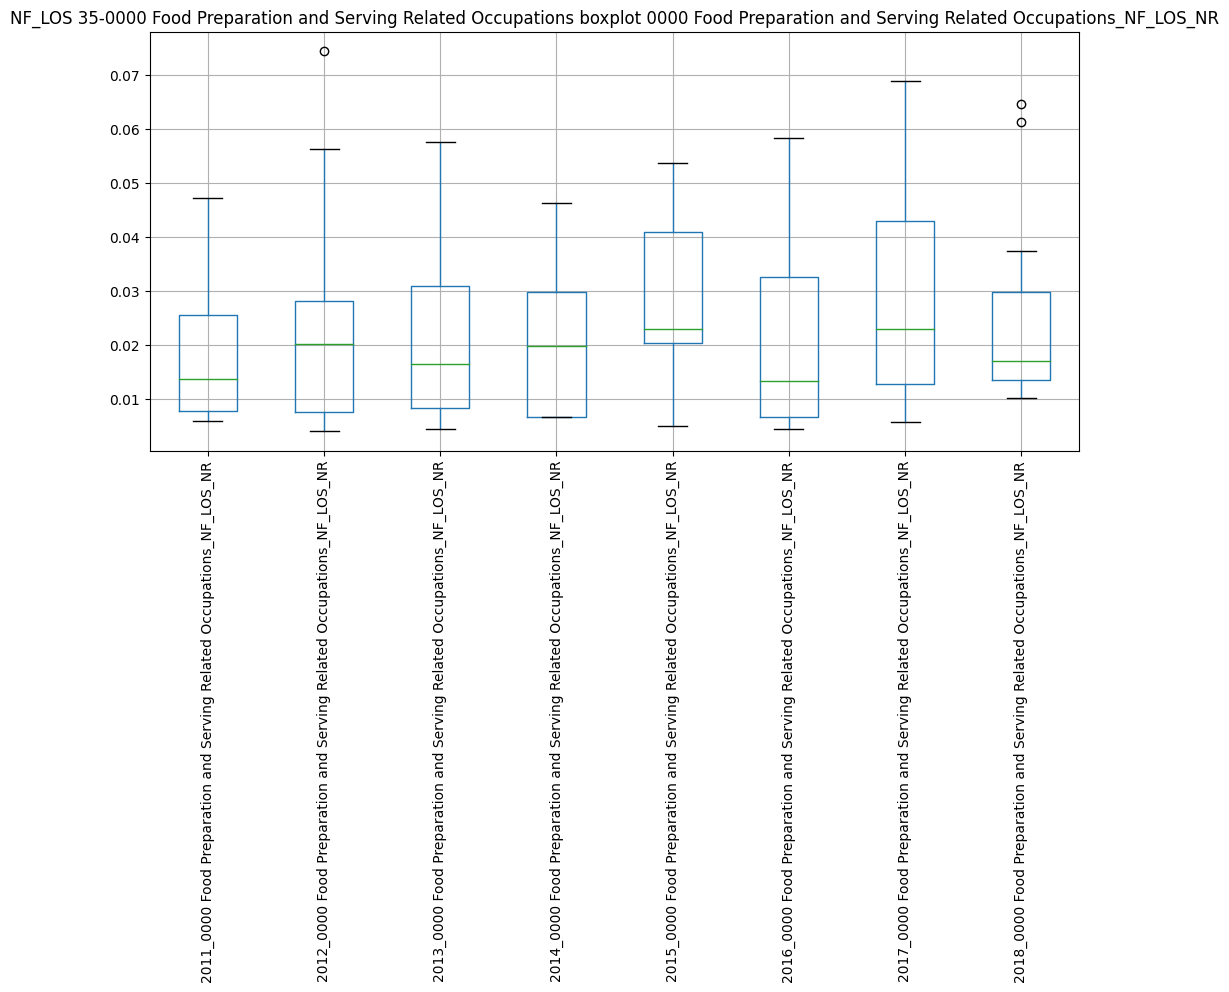 NF_LOS 35-0000 Food Preparation and Serving Related Occupations boxplot 0000 Food Preparation and Serving Related Occupations_NF_LOS_NR
0.07
0.06
0.05
0.04
0.03
0.02
0.01
2011_0000 Food Preparation and Serving Related Occupations_NF_LOS_NR
2012_0000 Food Preparation and Serving Related Occupations_NF_LOS_NR
2013_0000 Food Preparation and Serving Related Occupations_NF_LOS_NR
2014_0000 Food Preparation and Serving Related Occupations_NF_LOS_NR
2015_0000 Food Preparation and Serving Related Occupations_NF_LOS_NR
2016_0000 Food Preparation and Serving Related Occupations_NF_LOS_NR
2017_0000 Food Preparation and Serving Related Occupations_NF_LOS_NR
2018_0000 Food Preparation and Serving Related Occupations_NF_LOS_NR